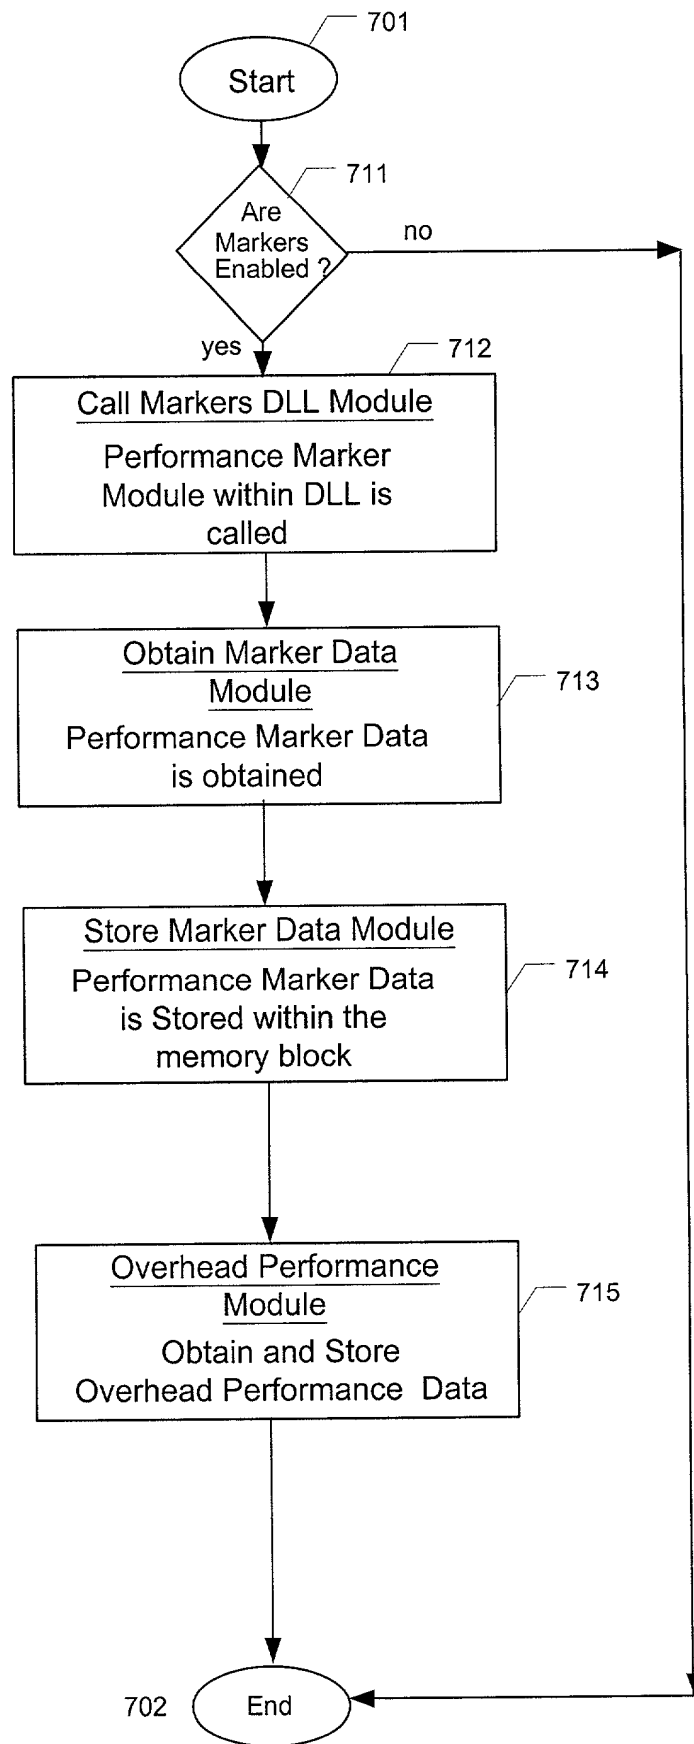 701
Start
711
Are
Markers
Enabled ?
no
yes
712
Call Markers DLL Module
Performance Marker
Module within DLL is
called
Obtain Marker Data
Module
713
Performance Marker Data
is obtained
Store Marker Data Module
714
Performance Marker Data
is Stored within the
memory block
Overhead Performance
Module
715
Obtain and Store
Overhead Performance Data
702
End